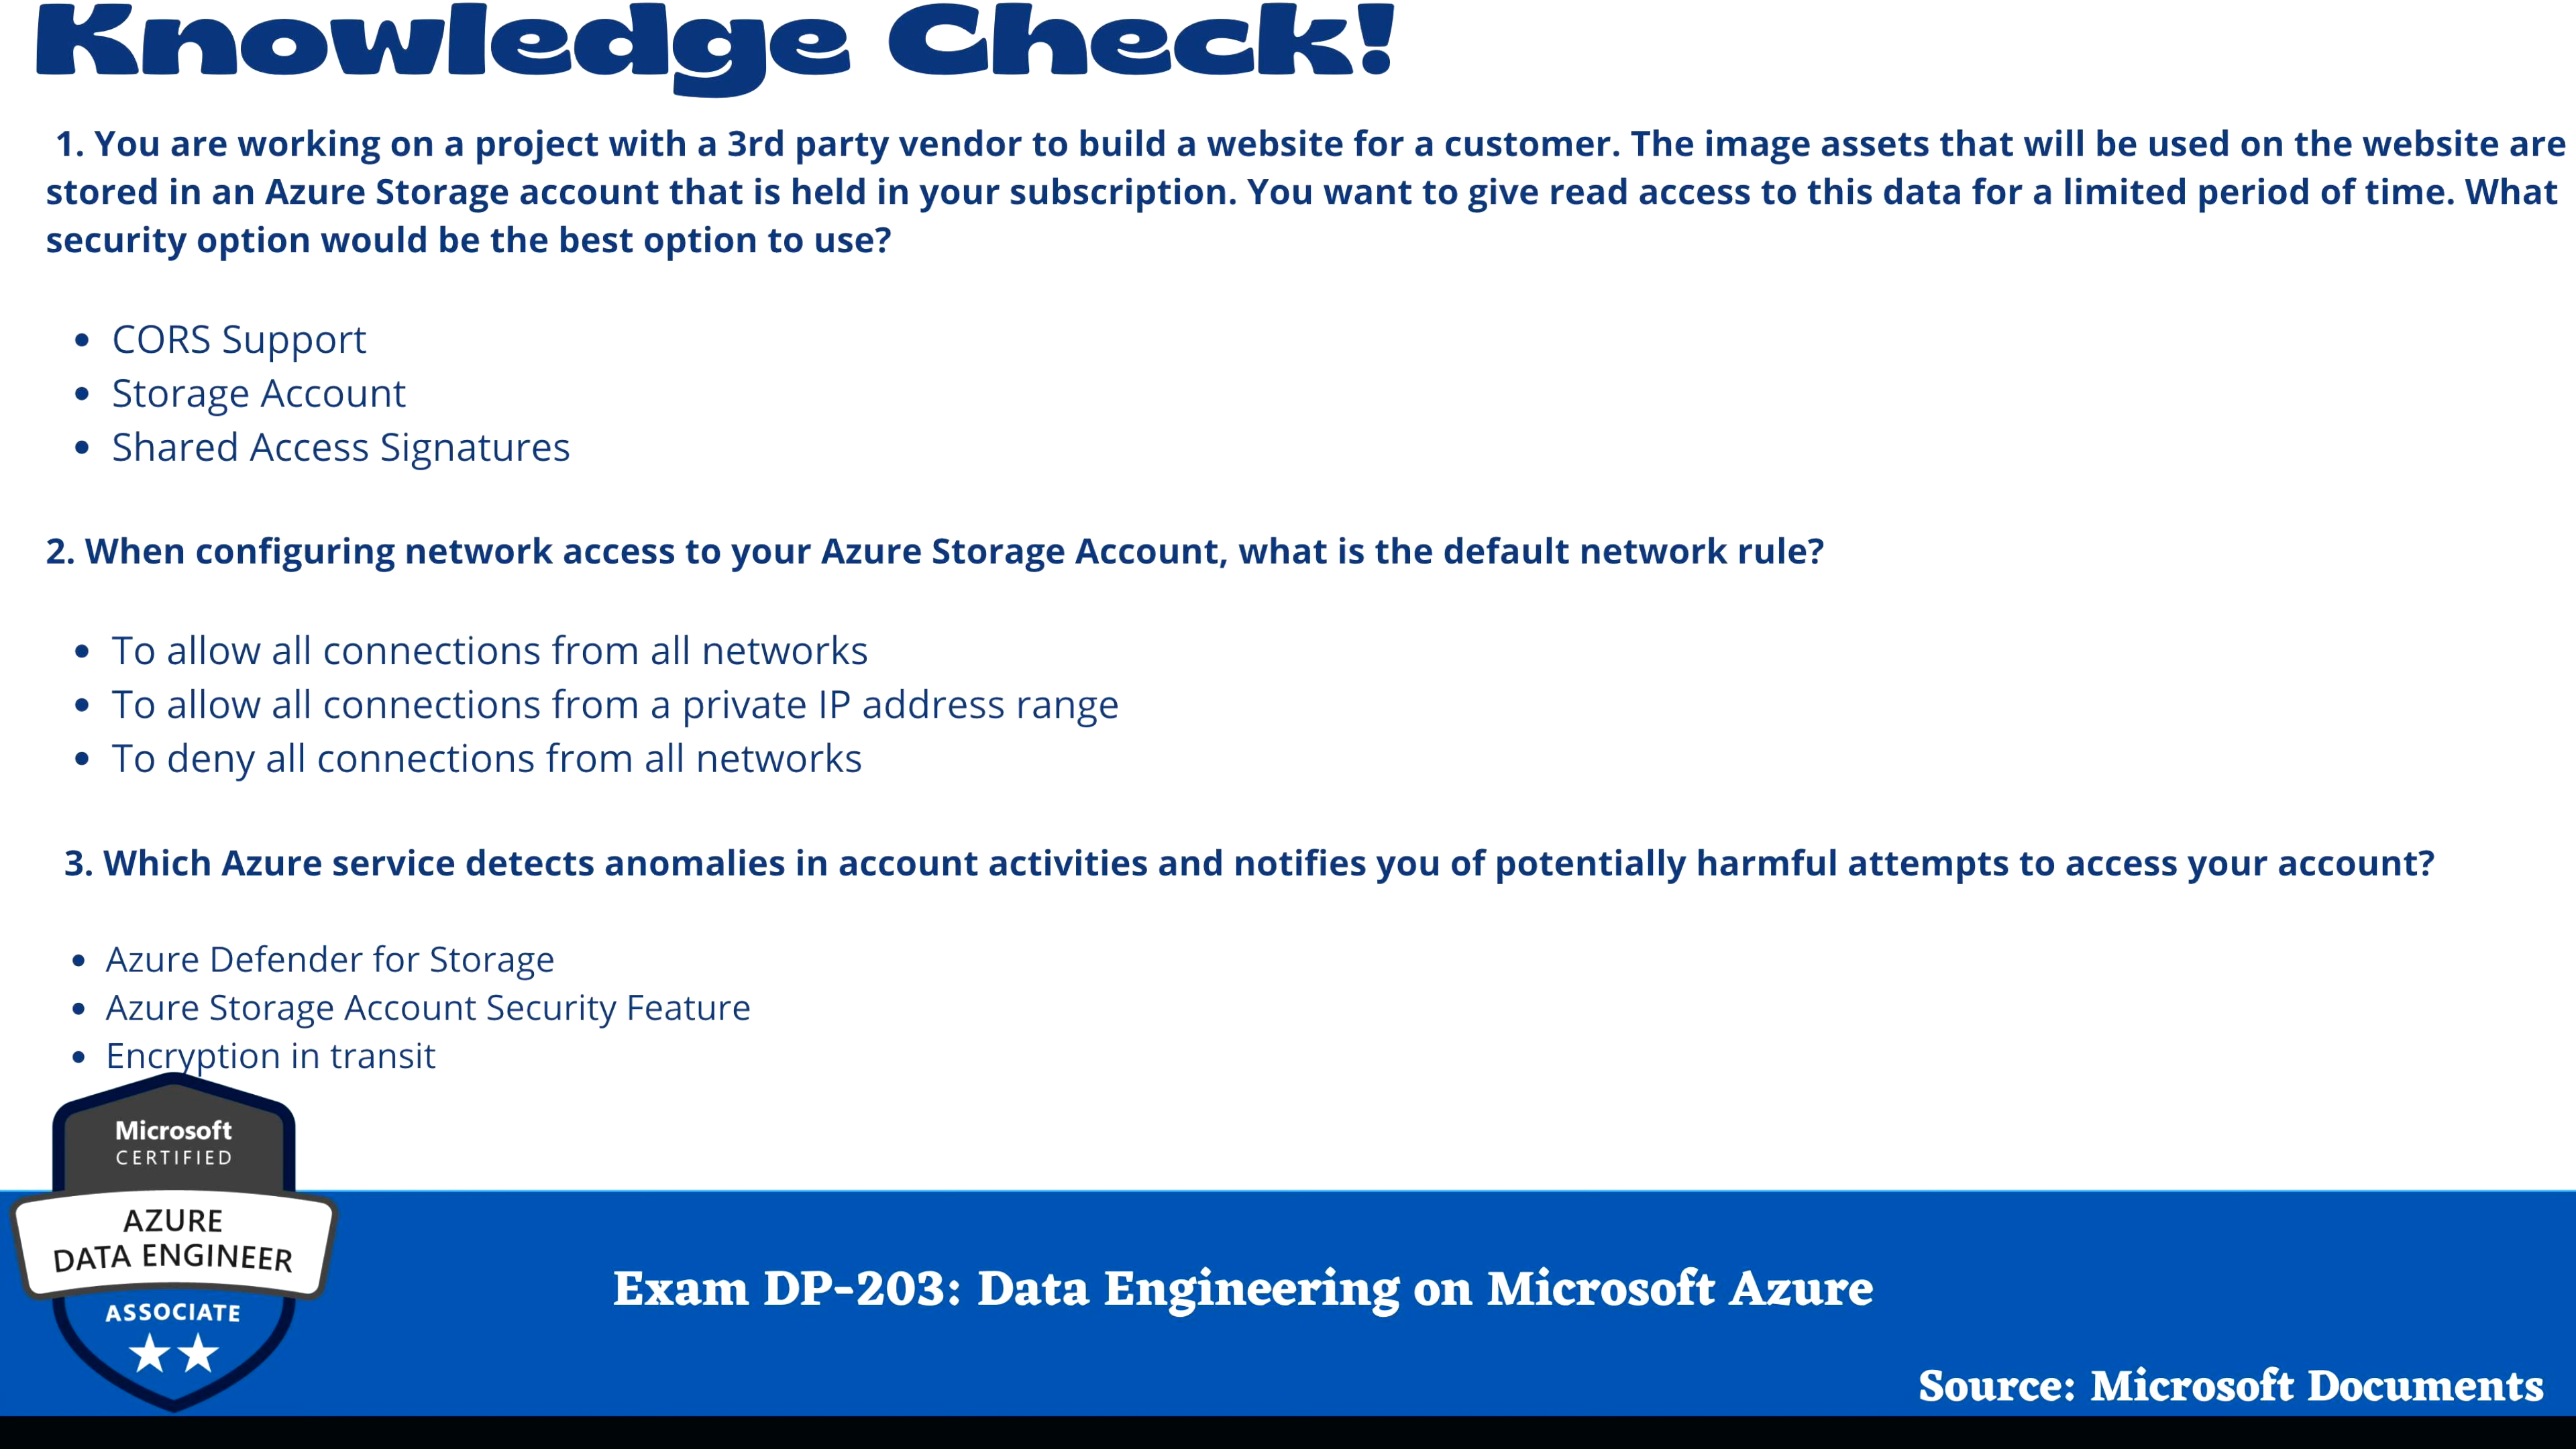 Knowledge Check!
1. You are working on a project with a 3rd party vendor to build a website for a customer. The image assets that will be used on the website are
stored in an Azure Storage account that is held in your subscription. You want to give read access to this data for a limited period of time. What
security option would be the best option to use?
• CORS Support
• Storage Account
• Shared Access Signatures
2. When configuring network access to your Azure Storage Account, what is the default network rule?
• To allow all connections from all networks
• To allow all connections from a private IP address range
• To deny all connections from all networks
3. Which Azure service detects anomalies in account activities and notifies you of potentially harmful attempts to access your account?
• Azure Defender for Storage
• Azure Storage Account Security Feature
• Encryption in transit
Microsoft
CERTIFIED
AZURE
DATA ENGINEER
ASSOCIATE
Exam DP-203: Data Engineering on Microsoft Azure
Source: Microsoft Documents